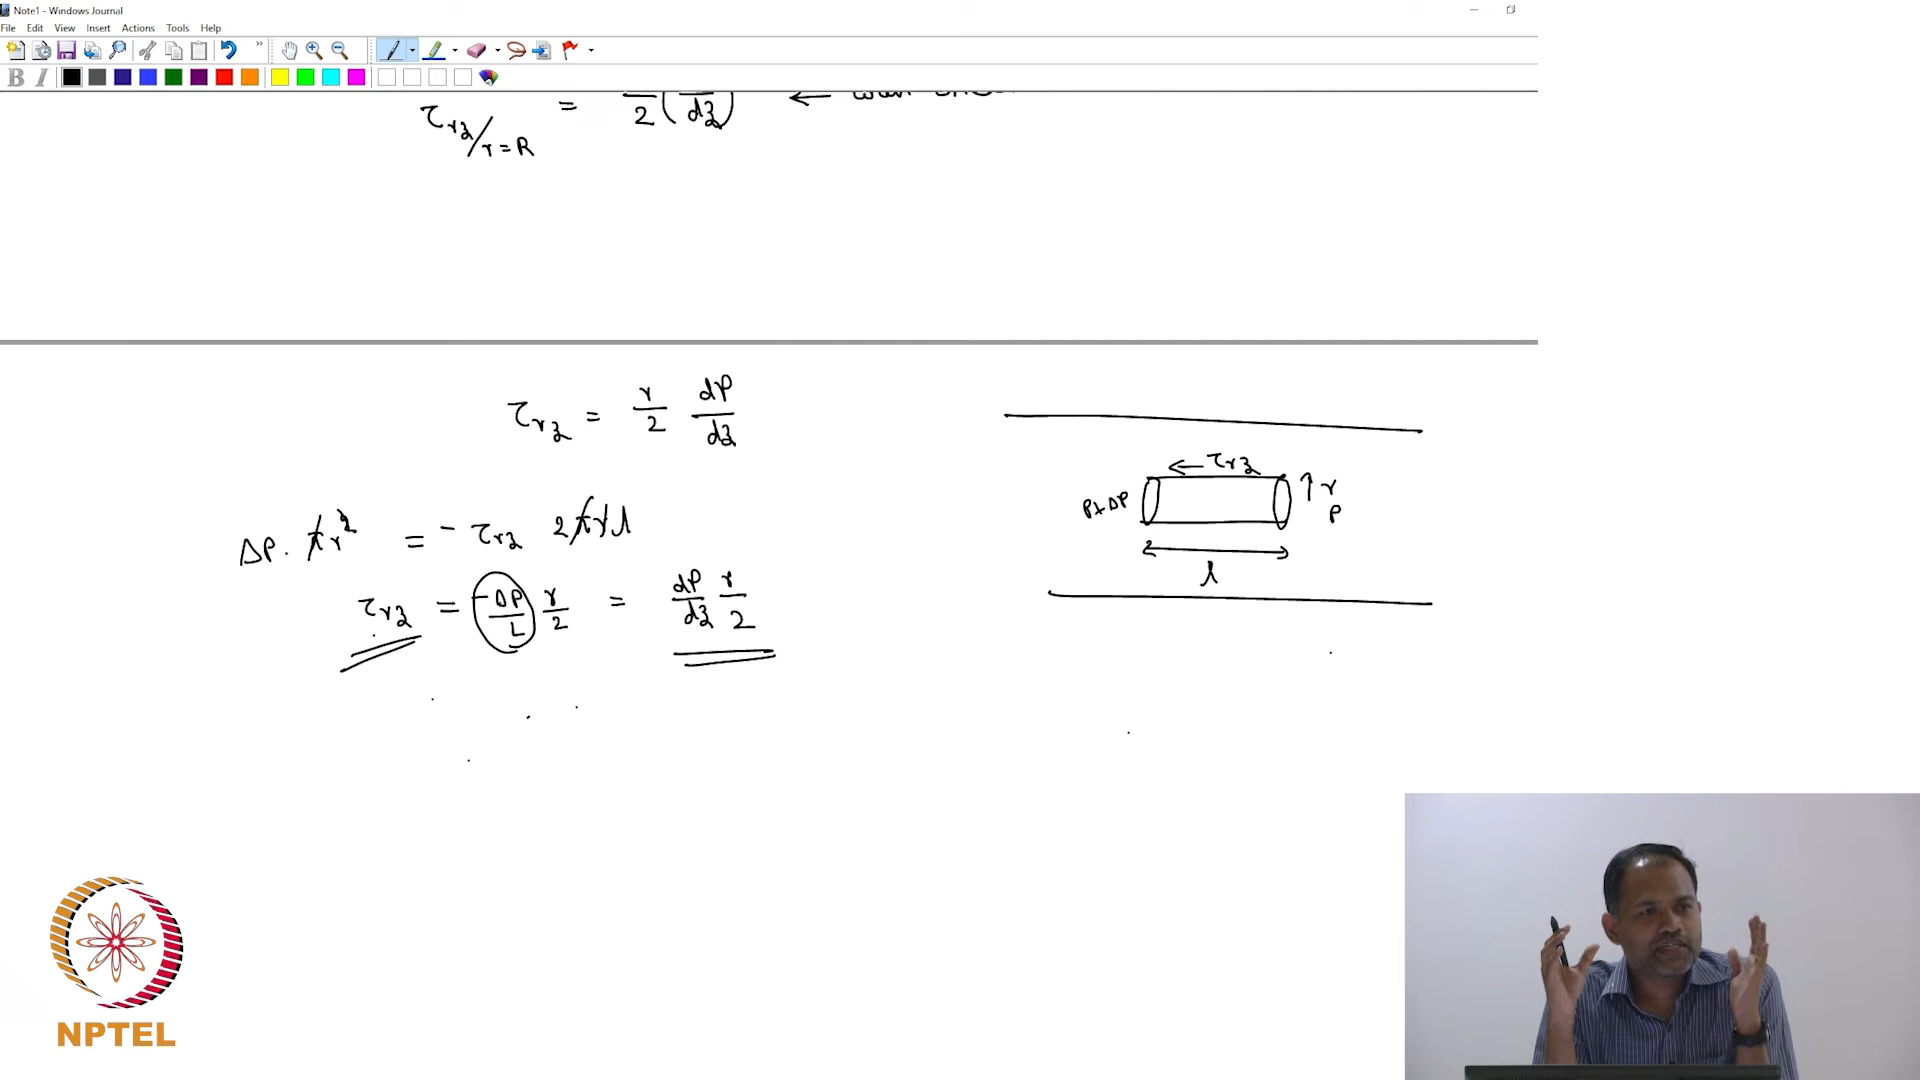 Note1 - Windows Journal
File Edit View Insert Actions Tools Help
B I
τrz/r=R = 2 ( dz ) ←
τrz = r/2 dP/dz
ΔP. πr² = - τrz 2πrl
τrz = -ΔP/L r/2 = dP/dz r/2
← τrz
P+ΔP
↑ r
P
l
NPTEL